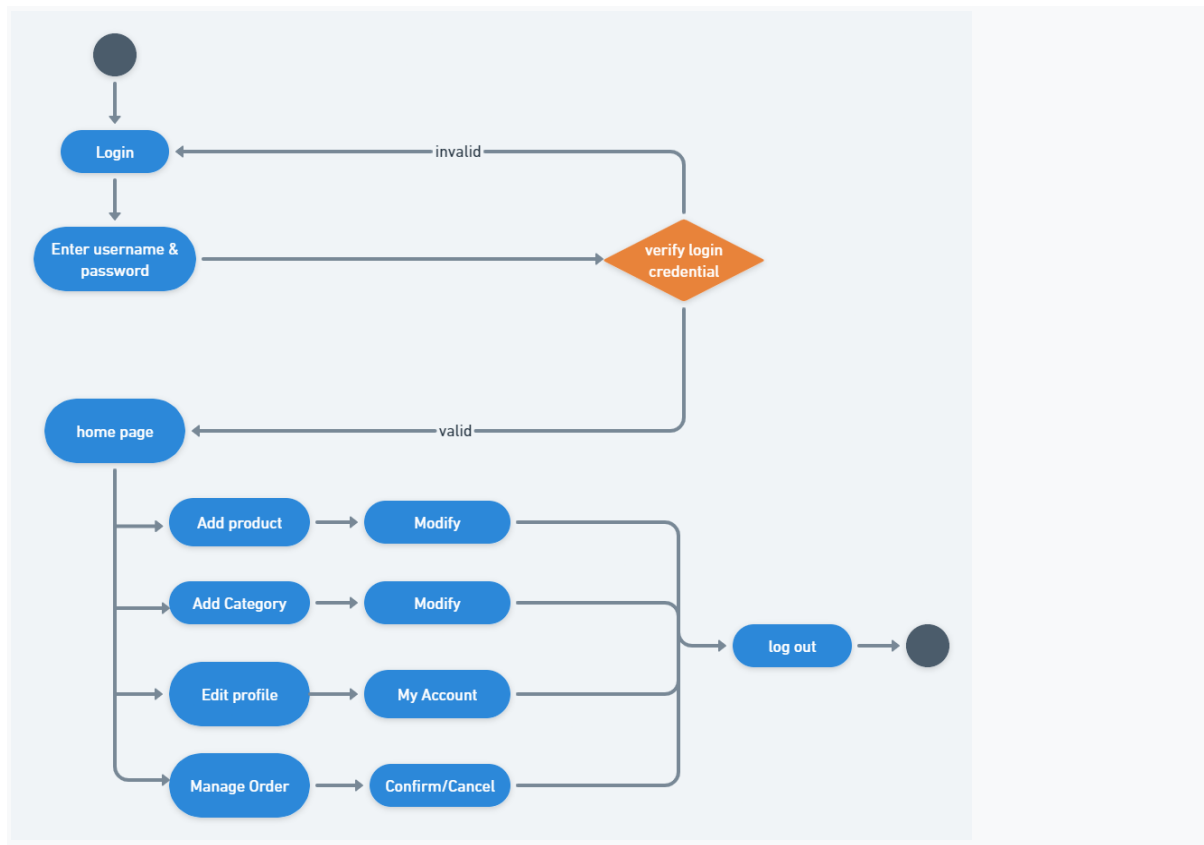 Login
invalid
Enter username &
password
verify login
credential
home page
valid
Add product
Modify
Add Category
Modify
log out
Edit profile
My Account
Manage Order
Confirm/Cancel